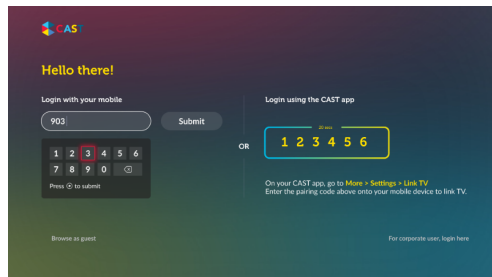 CAST
Hello there!
Login with your mobile
903
Submit
1 2 3 4 5 6
7 8 9 0
Press to submit
OR
Login using the CAST app
20 secs
1 2 3 4 5 6
On your CAST app, go to More > Settings > Link TV
Enter the pairing code above onto your mobile device to link TV.
Browse as guest
For corporate user, login here